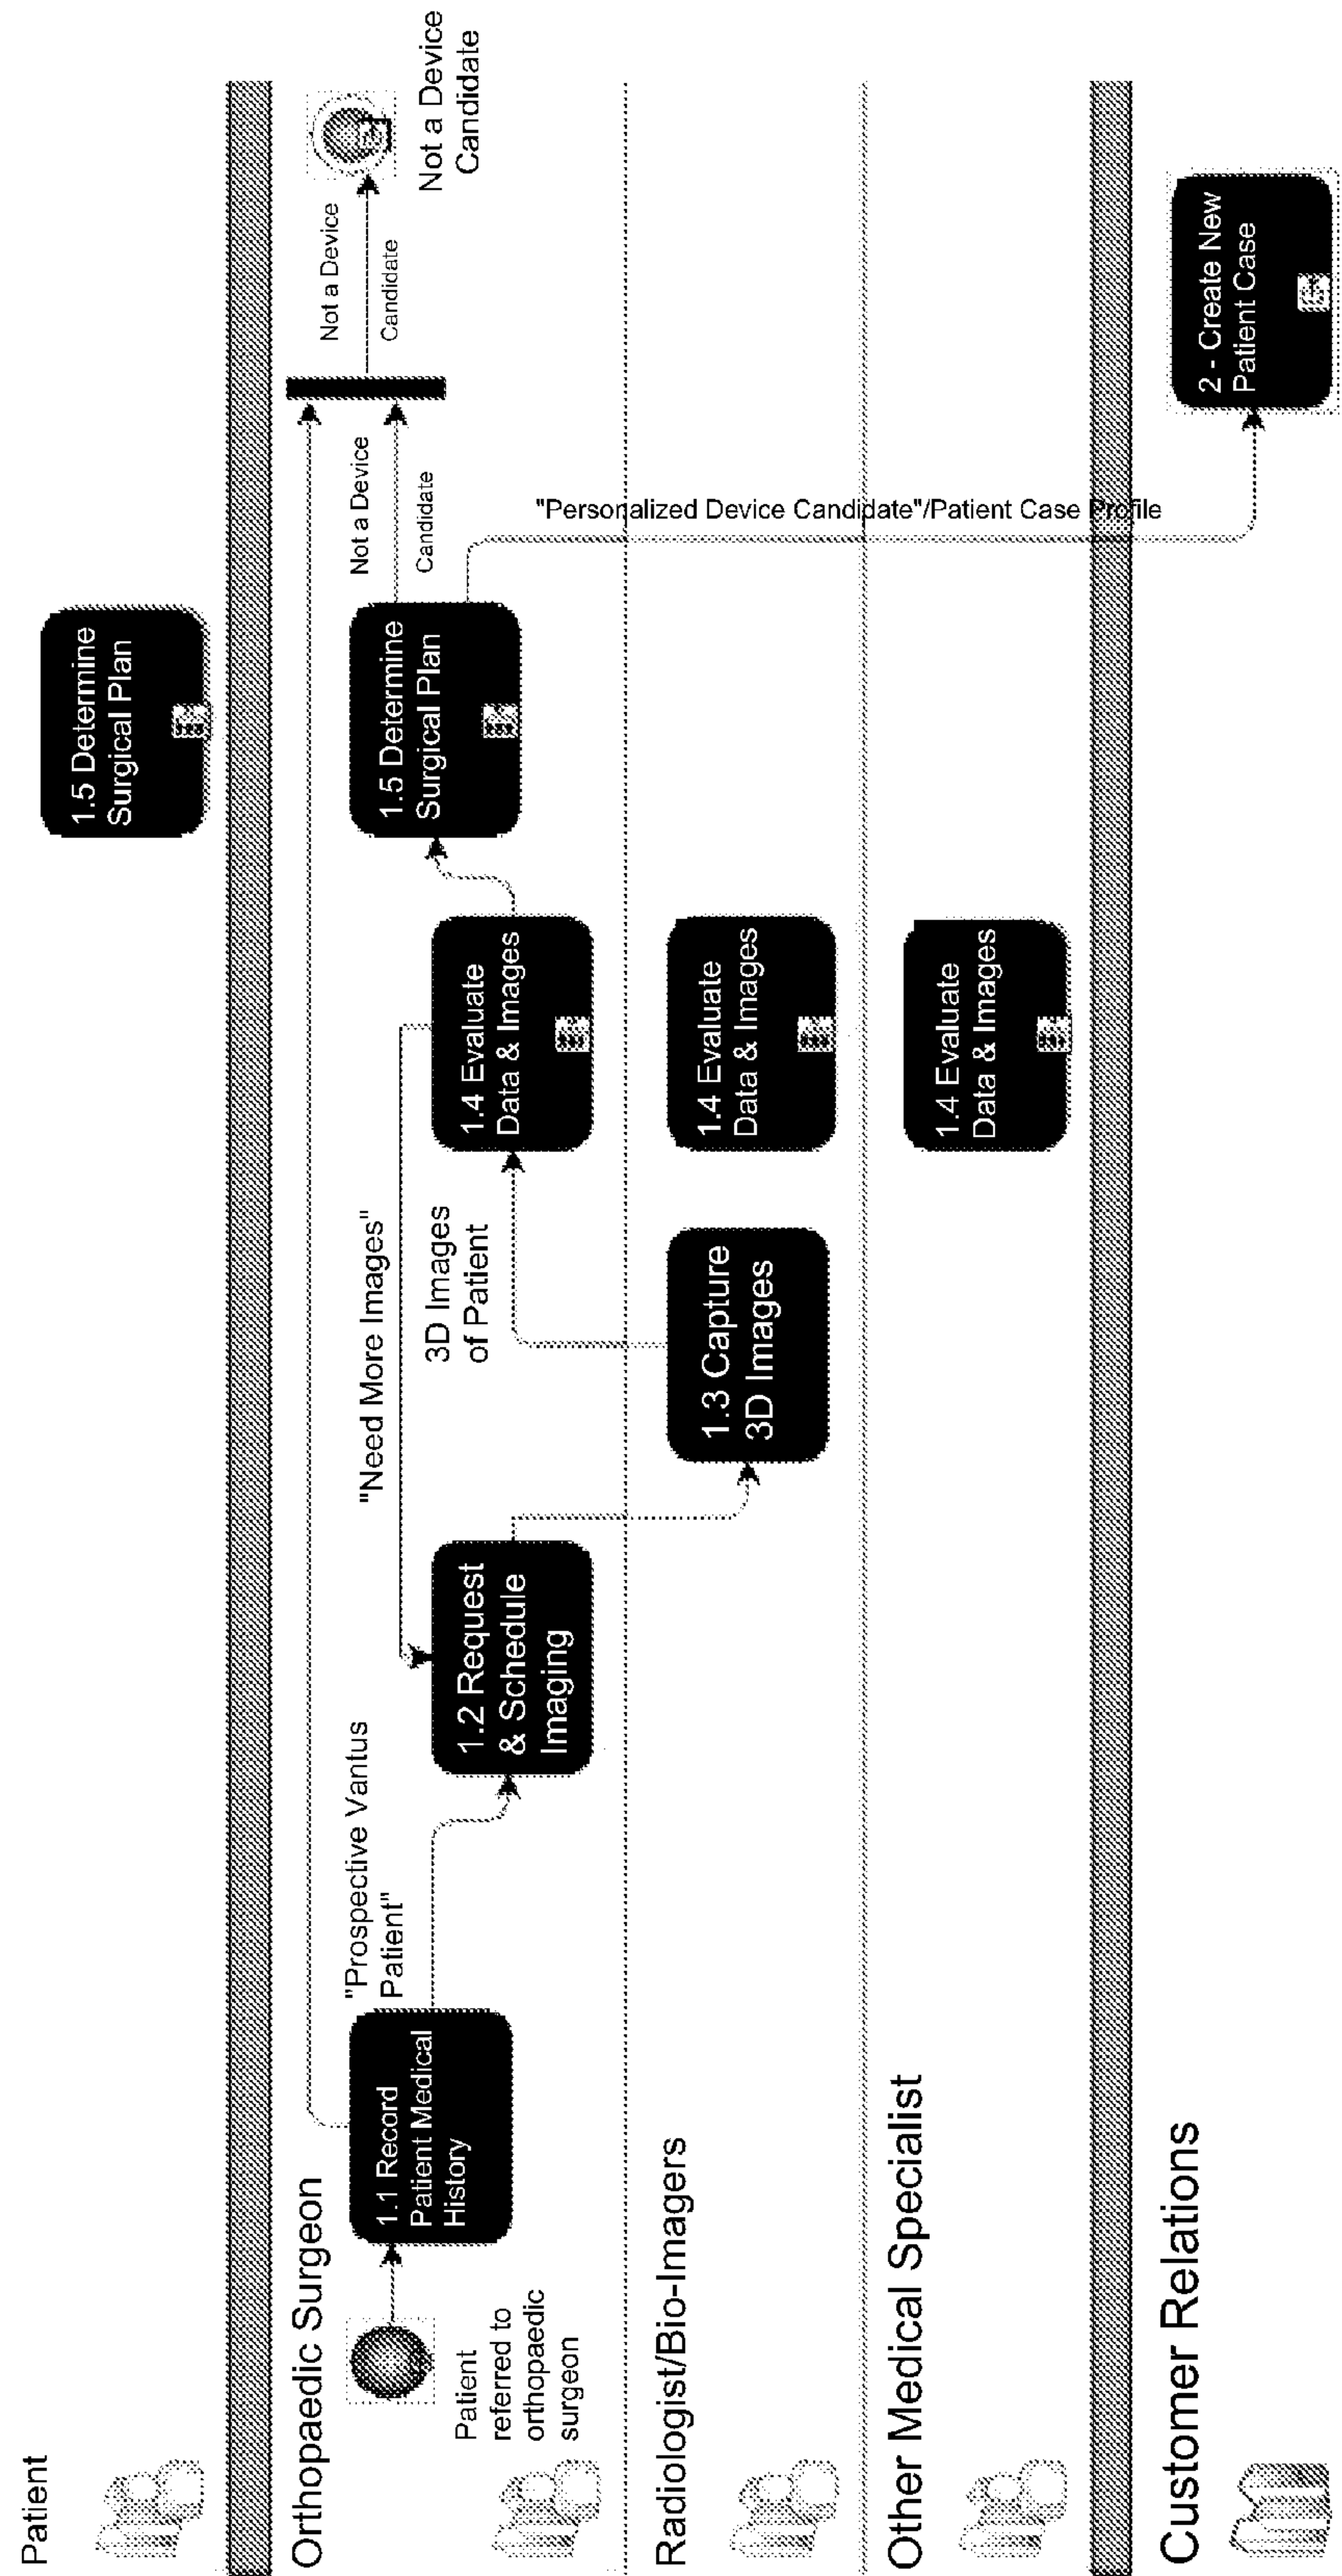 Patient
1.5 Determine
Surgical Plan
Orthopaedic Surgeon
Patient
referred to
orthopaedic
surgeon
1.1 Record
Patient Medical
History
"Prospective Vantus
Patient"
1.2 Request
& Schedule
Imaging
"Need More Images"
3D Images
of Patient
1.4 Evaluate
Data & Images
1.5 Determine
Surgical Plan
Not a Device
Candidate
Not a Device
Candidate
Not a Device
Candidate
"Personalized Device Candidate"/Patient Case Profile
Radiologist/Bio-Imagers
1.3 Capture
3D Images
1.4 Evaluate
Data & Images
Other Medical Specialist
1.4 Evaluate
Data & Images
Customer Relations
2 - Create New
Patient Case